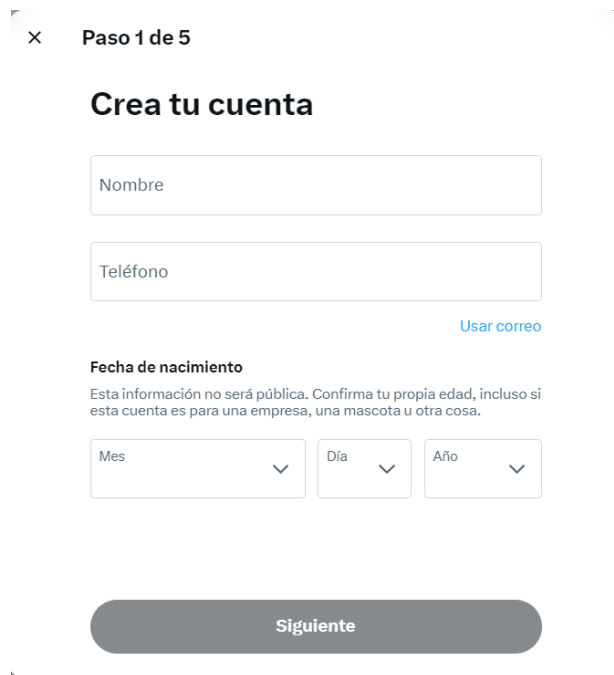 Paso 1 de 5
Crea tu cuenta
Nombre
Teléfono
Usar correo
Fecha de nacimiento
Esta información no será pública. Confirma tu propia edad, incluso si
esta cuenta es para una empresa, una mascota u otra cosa.
Mes
Día
Año
Siguiente